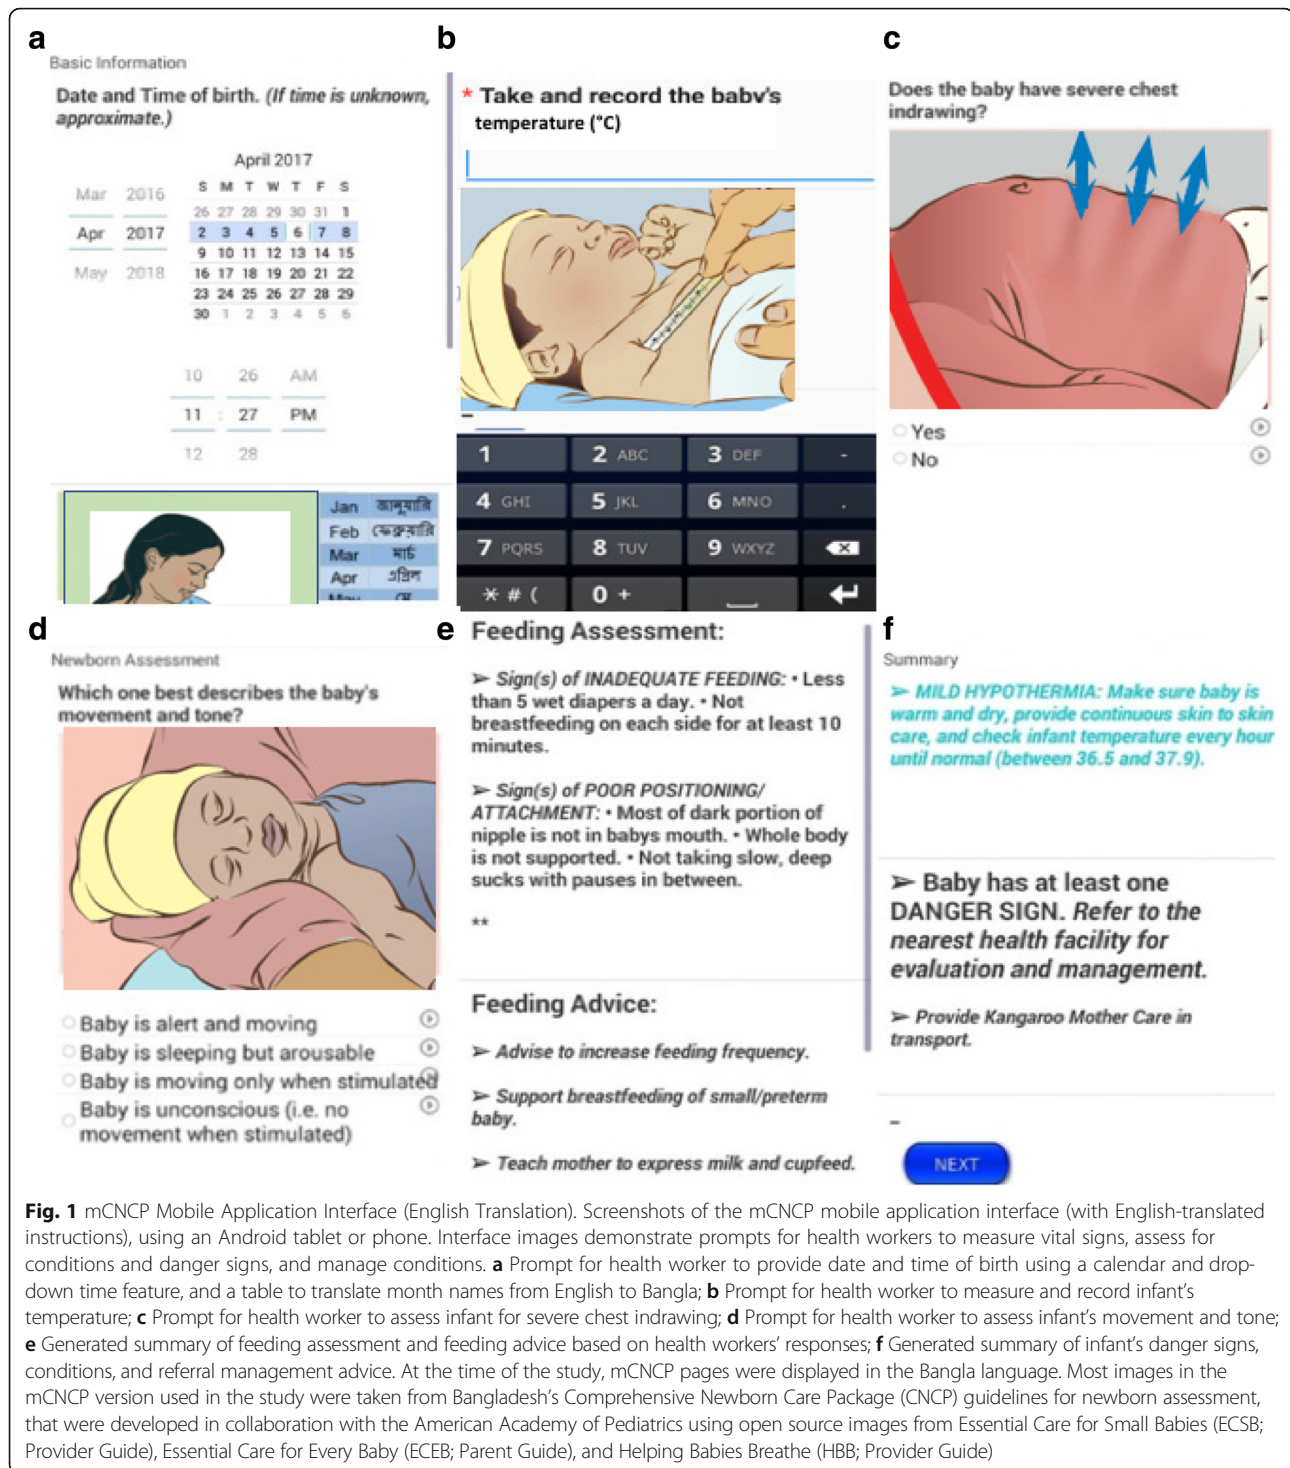 a
Basic Information
Date and Time of birth. (If time is unknown,
approximate.)
April 2017
S M T W T F S
26 27 28 29 30 31 1
2 3 4 5 6 7 8
9 10 11 12 13 14 15
16 17 18 19 20 21 22
23 24 25 26 27 28 29
30 1 2 3 4 5 6
Mar 2016
Apr 2017
May 2018
10 26 AM
11 : 27 PM
12 28
Jan জানুয়ারি
Feb ফেব্রুয়ারি
Mar মার্চ
Apr এপ্রিল
May মে
b
* Take and record the baby's
temperature (°C)
1 2 ABC 3 DEF -
4 GHI 5 JKL 6 MNO .
7 PQRS 8 TUV 9 WXYZ
* # ( 0 +
c
Does the baby have severe chest
indrawing?
Yes
No
d
Newborn Assessment
Which one best describes the baby's
movement and tone?
Baby is alert and moving
Baby is sleeping but arousable
Baby is moving only when stimulated
Baby is unconscious (i.e. no
movement when stimulated)
e
Feeding Assessment:
➢ Sign(s) of INADEQUATE FEEDING: • Less
than 5 wet diapers a day. • Not
breastfeeding on each side for at least 10
minutes.
➢ Sign(s) of POOR POSITIONING/
ATTACHMENT: • Most of dark portion of
nipple is not in babys mouth. • Whole body
is not supported. • Not taking slow, deep
sucks with pauses in between.
**
Feeding Advice:
➢ Advise to increase feeding frequency.
➢ Support breastfeeding of small/preterm
baby.
➢ Teach mother to express milk and cupfeed.
f
Summary
➢ MILD HYPOTHERMIA: Make sure baby is
warm and dry, provide continuous skin to skin
care, and check infant temperature every hour
until normal (between 36.5 and 37.9).
➢ Baby has at least one
DANGER SIGN. Refer to the
nearest health facility for
evaluation and management.
➢ Provide Kangaroo Mother Care in
transport.
NEXT
Fig. 1 mCNCP Mobile Application Interface (English Translation). Screenshots of the mCNCP mobile application interface (with English-translated
instructions), using an Android tablet or phone. Interface images demonstrate prompts for health workers to measure vital signs, assess for
conditions and danger signs, and manage conditions. a Prompt for health worker to provide date and time of birth using a calendar and drop-
down time feature, and a table to translate month names from English to Bangla; b Prompt for health worker to measure and record infant's
temperature; c Prompt for health worker to assess infant for severe chest indrawing; d Prompt for health worker to assess infant's movement and tone;
e Generated summary of feeding assessment and feeding advice based on health workers' responses; f Generated summary of infant's danger signs,
conditions, and referral management advice. At the time of the study, mCNCP pages were displayed in the Bangla language. Most images in the
mCNCP version used in the study were taken from Bangladesh's Comprehensive Newborn Care Package (CNCP) guidelines for newborn assessment,
that were developed in collaboration with the American Academy of Pediatrics using open source images from Essential Care for Small Babies (ECSB;
Provider Guide), Essential Care for Every Baby (ECEB; Parent Guide), and Helping Babies Breathe (HBB; Provider Guide)